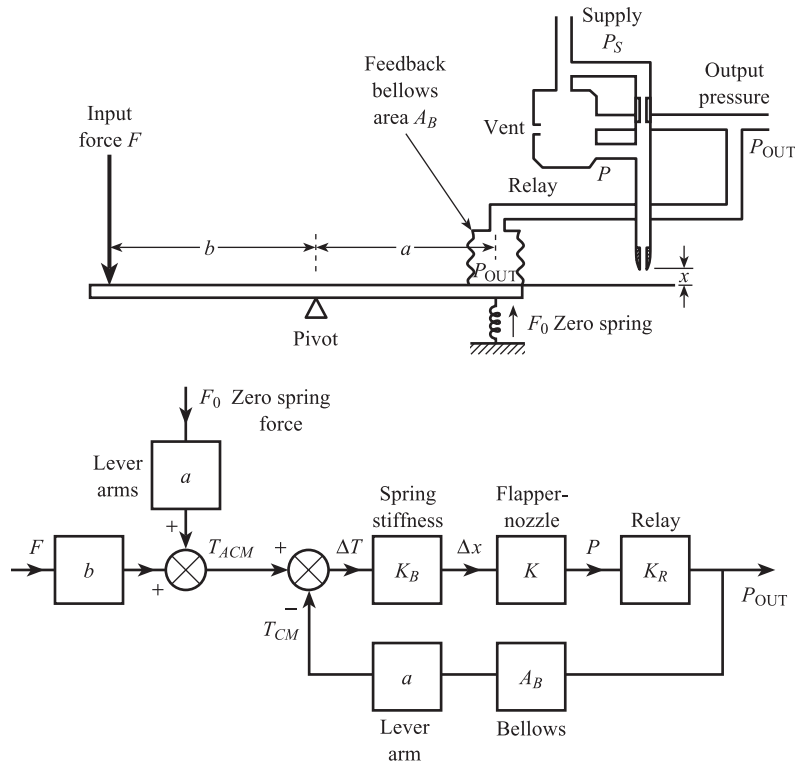 Supply
P_S
Feedback
bellows
area A_B
Output
pressure
Input
force F
Vent
P_OUT
P
Relay
b
a
P_OUT
x
F_0 Zero spring
Pivot
F_0 Zero spring
force
Lever
arms
a
Spring
stiffness
Flapper-
nozzle
Relay
+
F
b
+
T_ACM
+
ΔT
K_B
Δx
K
P
K_R
P_OUT
−
T_CM
a
A_B
Lever
arm
Bellows